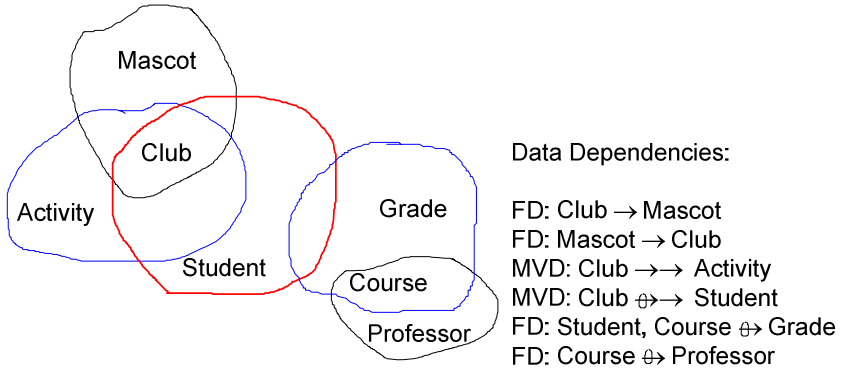 Mascot
Club
Activity
Student
Grade
Course
Professor
Data Dependencies:
FD: Club → Mascot
FD: Mascot → Club
MVD: Club →→ Activity
MVD: Club ⦵→→ Student
FD: Student, Course ⦵→ Grade
FD: Course ⦵→ Professor